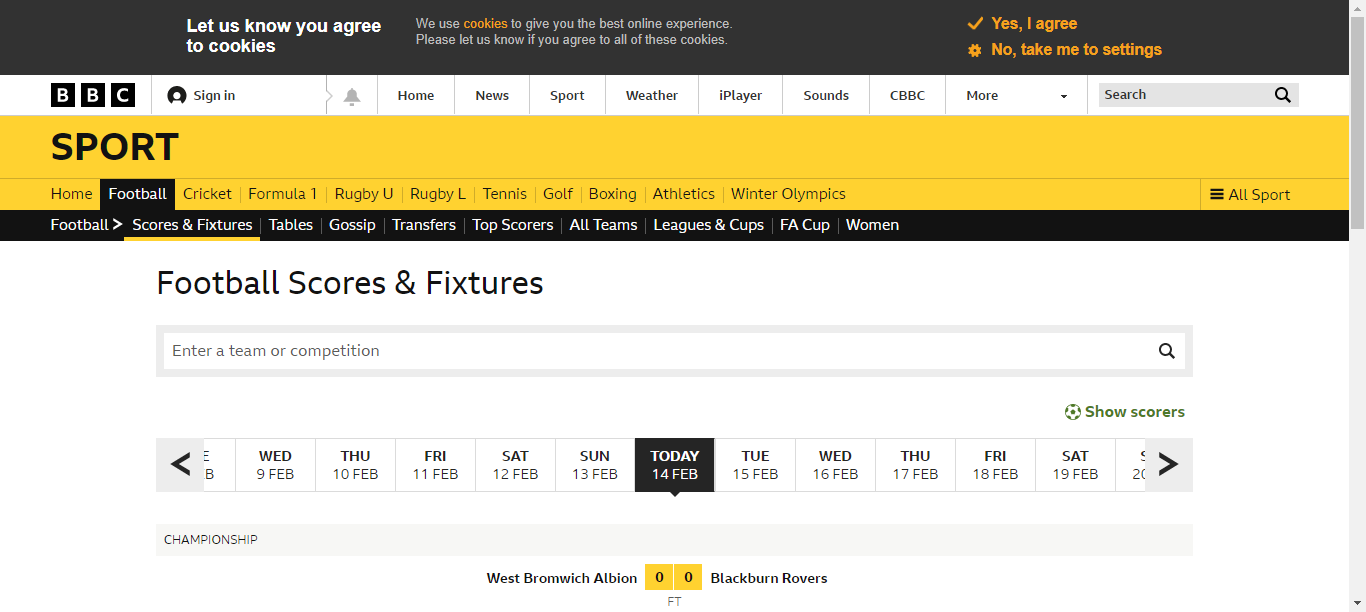 Let us know you agree
to cookies
We use cookies to give you the best online experience.
Please let us know if you agree to all of these cookies.
Yes, I agree
No, take me to settings
BBC Sign in Home News Sport Weather iPlayer Sounds CBBC More Search
SPORT
Home Football Cricket Formula 1 Rugby U Rugby L Tennis Golf Boxing Athletics Winter Olympics All Sport
Football Scores & Fixtures Tables Gossip Transfers Top Scorers All Teams Leagues & Cups FA Cup Women
Football Scores & Fixtures
Enter a team or competition
Show scorers
WED THU FRI SAT SUN TODAY TUE WED THU FRI SAT
9 FEB 10 FEB 11 FEB 12 FEB 13 FEB 14 FEB 15 FEB 16 FEB 17 FEB 18 FEB 19 FEB
CHAMPIONSHIP
West Bromwich Albion 0 0 Blackburn Rovers
FT